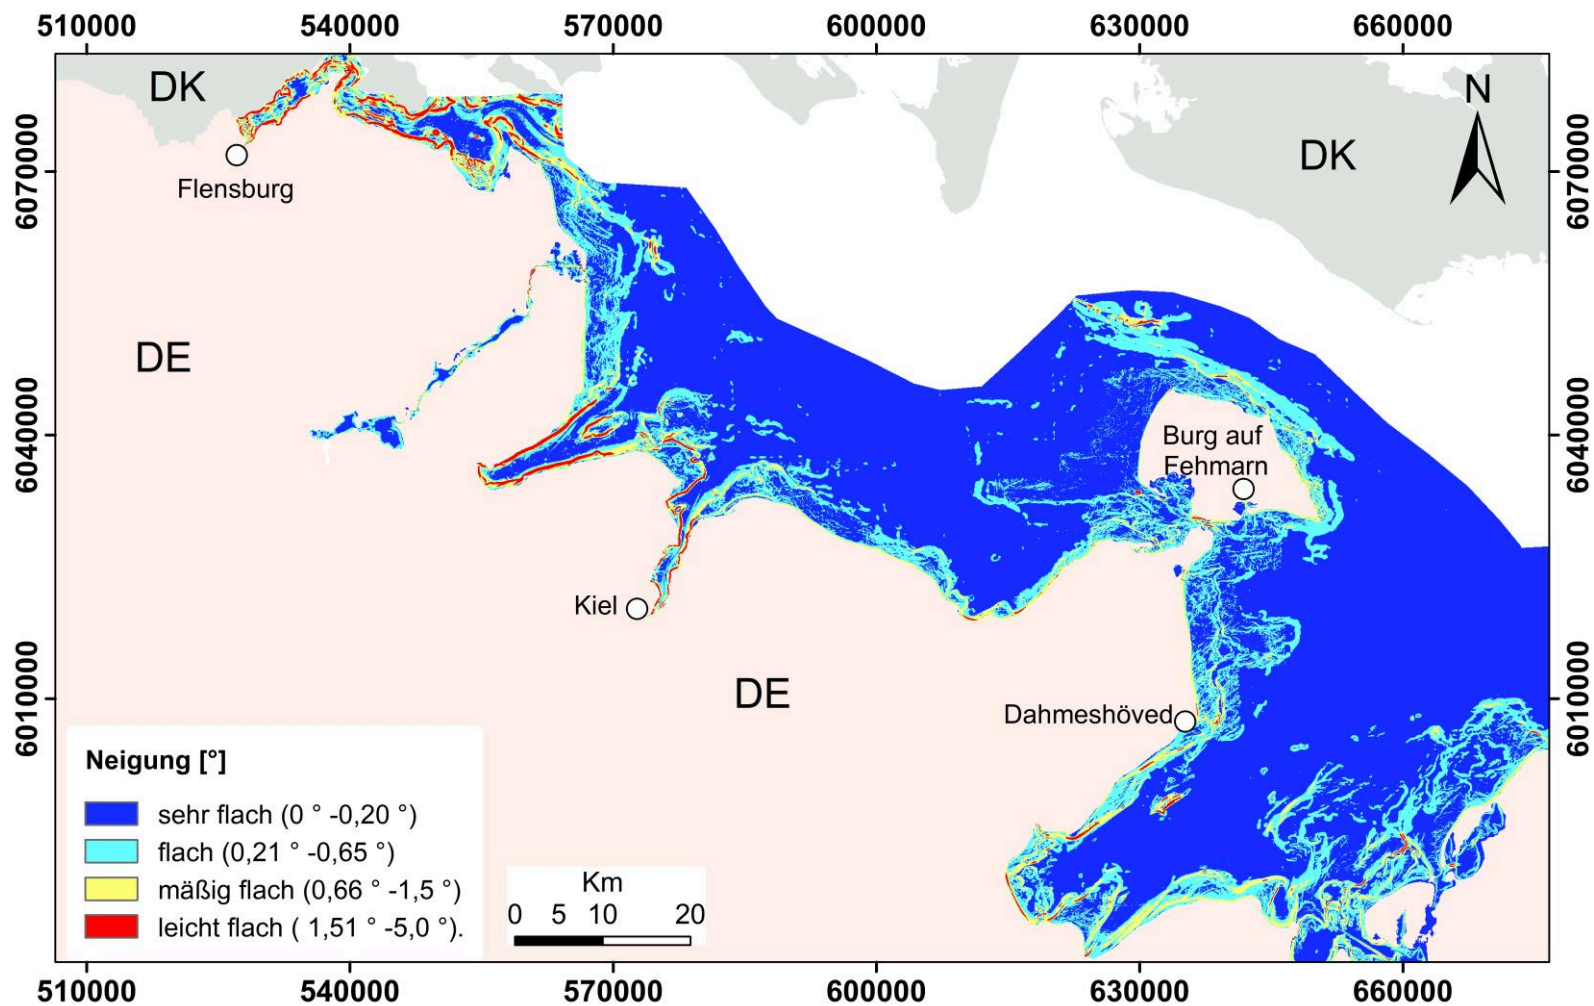 510000 540000 570000 600000 630000 660000
N
DK
DK
6070000
6070000
Flensburg
DE
6040000
6040000
Burg auf
Fehmarn
Kiel
DE
6010000
6010000
Dahmeshöved
Neigung [°]
sehr flach (0 ° -0,20 °)
flach (0,21 ° -0,65 °)
mäßig flach (0,66 ° -1,5 °)
leicht flach ( 1,51 ° -5,0 °).
Km
0 5 10 20
510000 540000 570000 600000 630000 660000